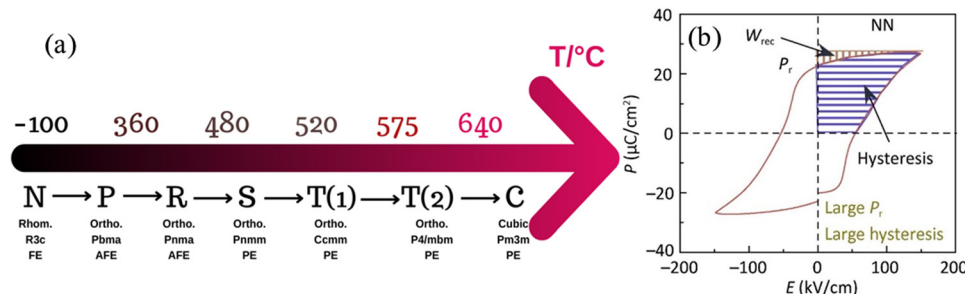 (a)
T/°C
-100 360 480 520 575 640
N → P → R → S → T(1) → T(2) → C
Rhom. Ortho. Ortho. Ortho. Ortho. Ortho. Cubic
R3c Pbma Pnma Pnmm Ccmm P4/mbm Pm3m
FE AFE AFE PE PE PE PE
(b)
NN
W_rec
P_r
Hysteresis
Large P_r
Large hysteresis
P (μC/cm²)
40
20
0
−20
−40
−200 −100 0 100 200
E (kV/cm)